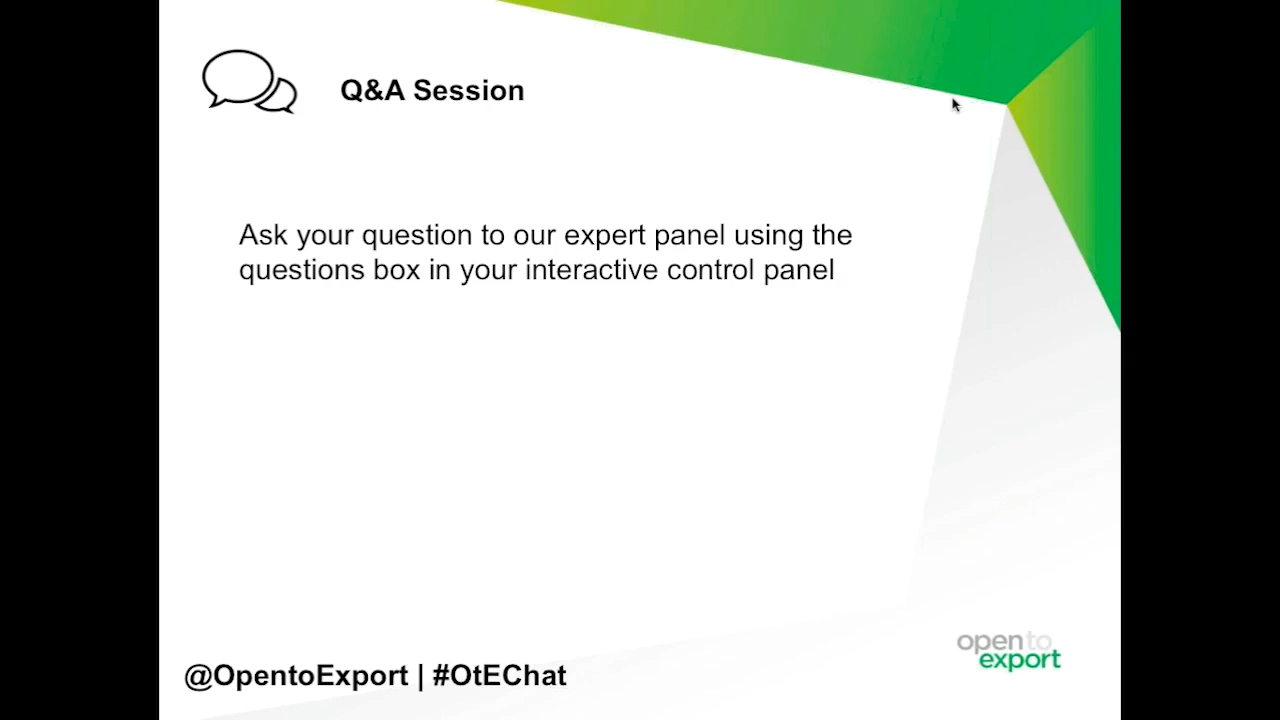 Q&A Session
Ask your question to our expert panel using the
questions box in your interactive control panel
@OpentoExport | #OtEChat
open to
export